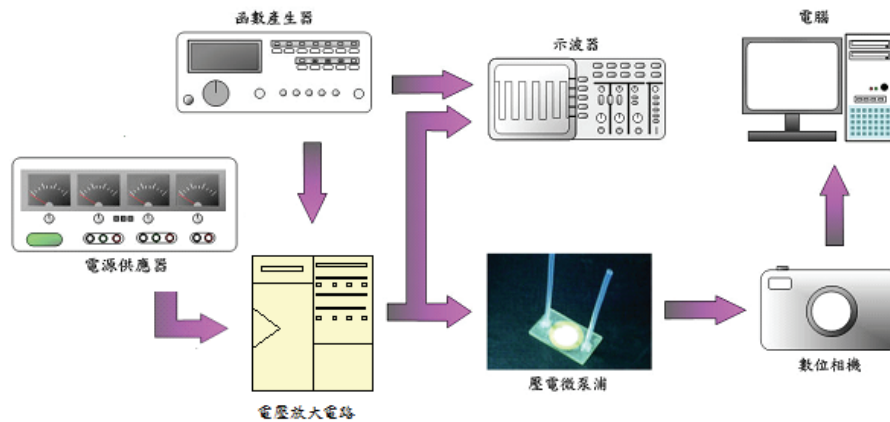 函數產生器
示波器
電腦
電源供應器
電壓放大電路
壓電微泵浦
數位相機